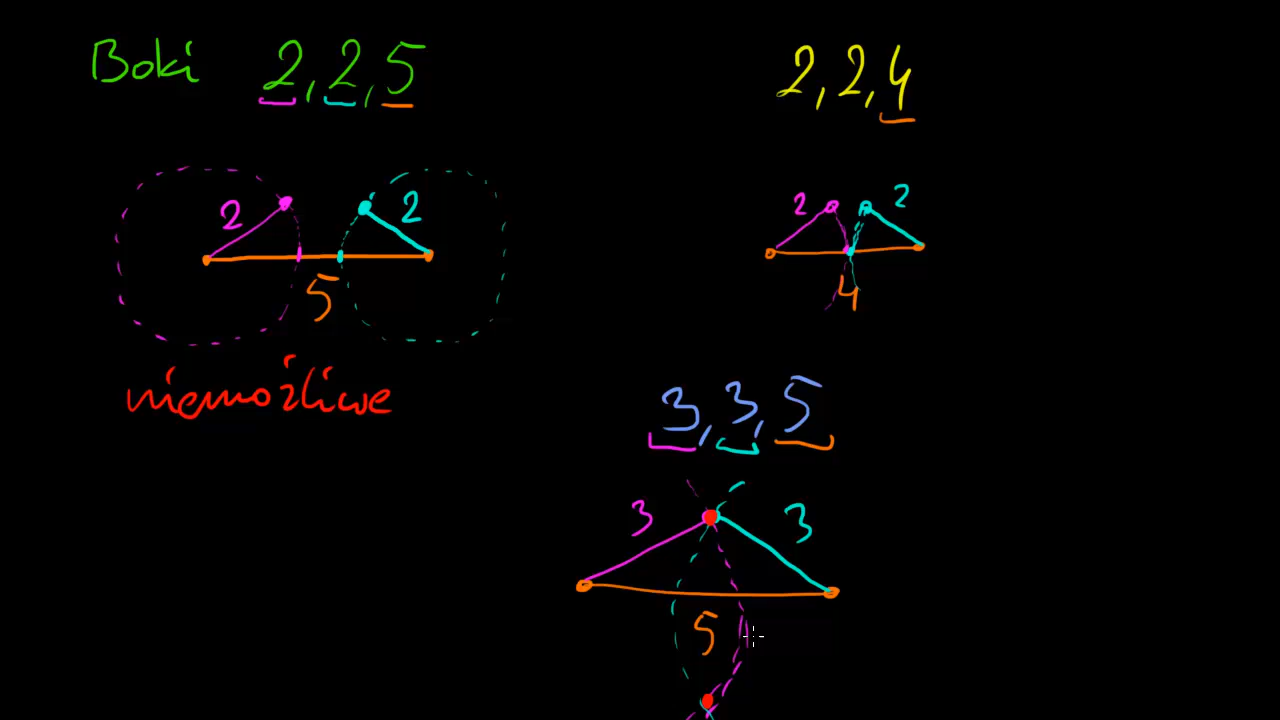 Boki 2, 2, 5
2, 2, 4
2 2
5
2 2
4
niemożliwe
3, 3, 5
3 3
5